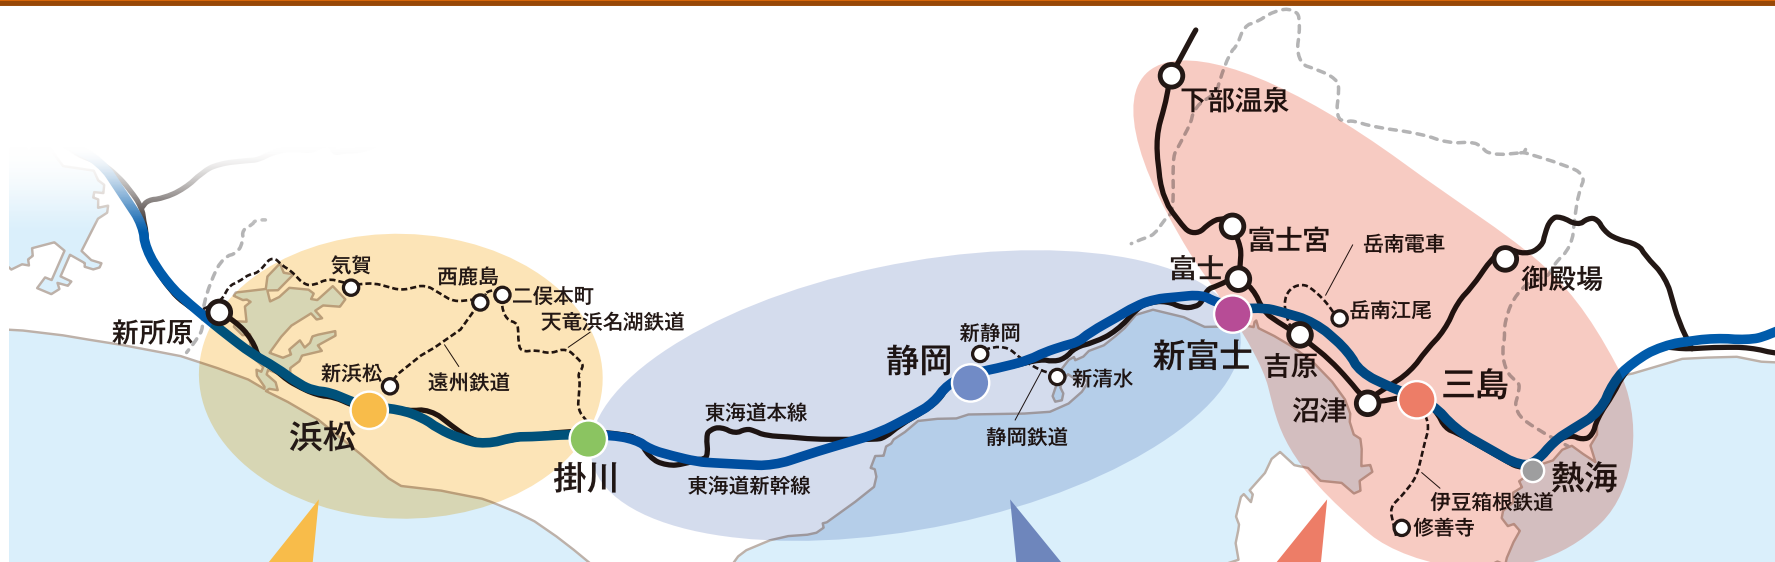 下部温泉
富士宮
岳南電車
富士
御殿場
気賀
西鹿島
二俣本町
岳南江尾
天竜浜名湖鉄道
新所原
新静岡
静岡
新富士
吉原
新浜松
遠州鉄道
新清水
三島
沼津
東海道本線
浜松
静岡鉄道
掛川
熱海
東海道新幹線
伊豆箱根鉄道
修善寺